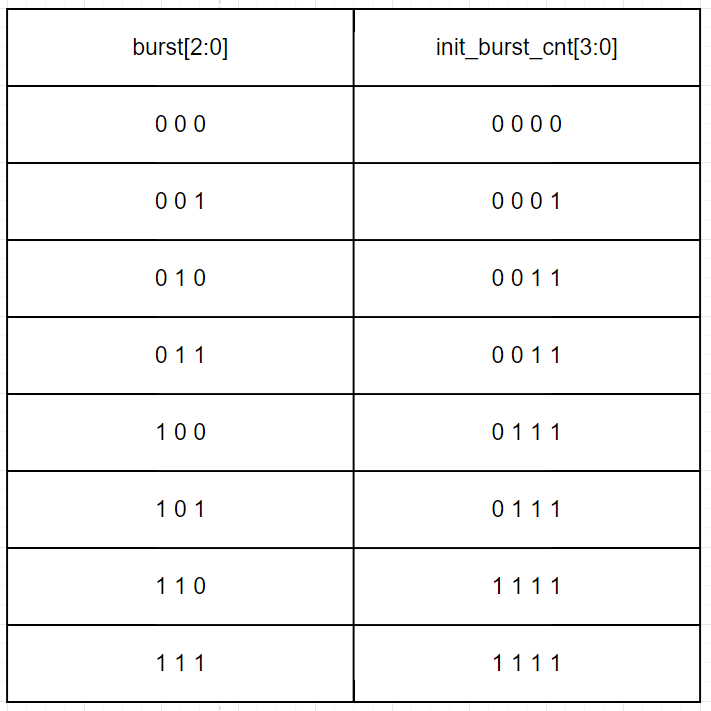 burst[2:0] init_burst_cnt[3:0]
0 0 0 0 0 0 0
0 0 1 0 0 0 1
0 1 0 0 0 1 1
0 1 1 0 0 1 1
1 0 0 0 1 1 1
1 0 1 0 1 1 1
1 1 0 1 1 1 1
1 1 1 1 1 1 1